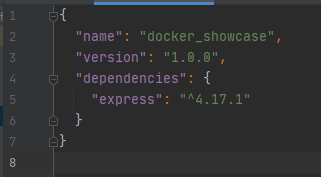 1 {
2 "name": "docker_showcase",
3 "version": "1.0.0",
4 "dependencies": {
5 "express": "^4.17.1"
6 }
7 }
8